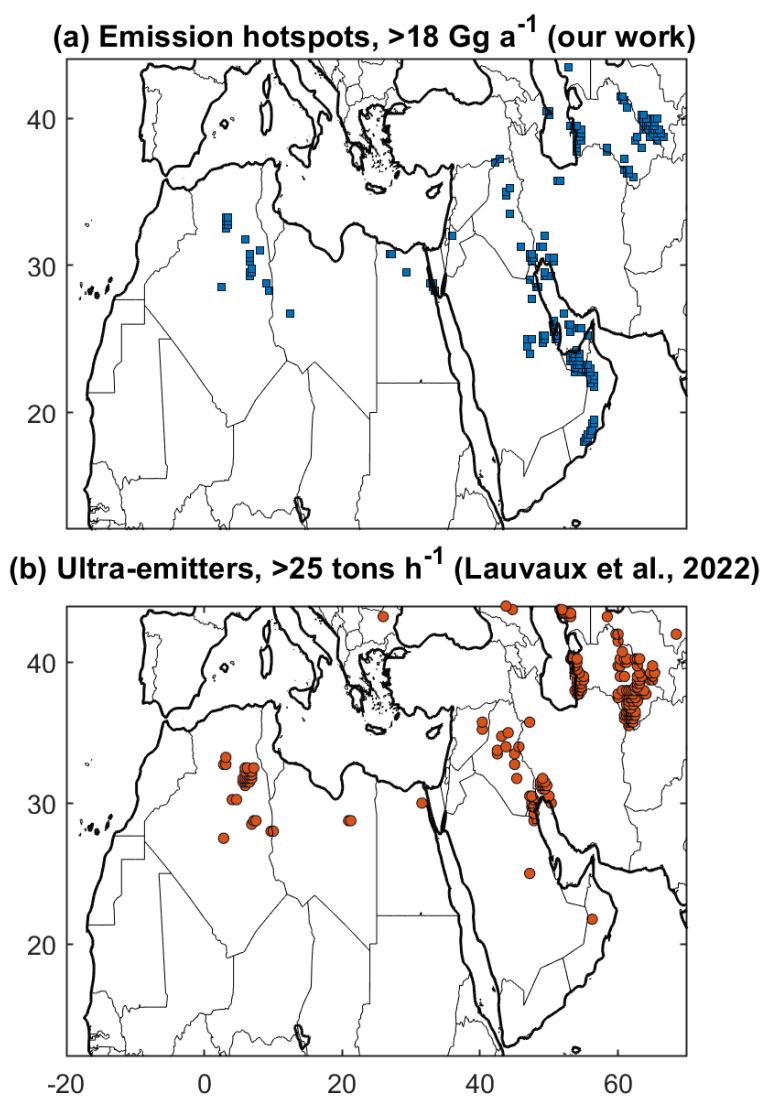 (a) Emission hotspots, >18 Gg a⁻¹ (our work)
40
30
20
(b) Ultra-emitters, >25 tons h⁻¹ (Lauvaux et al., 2022)
40
30
20
-20 0 20 40 60